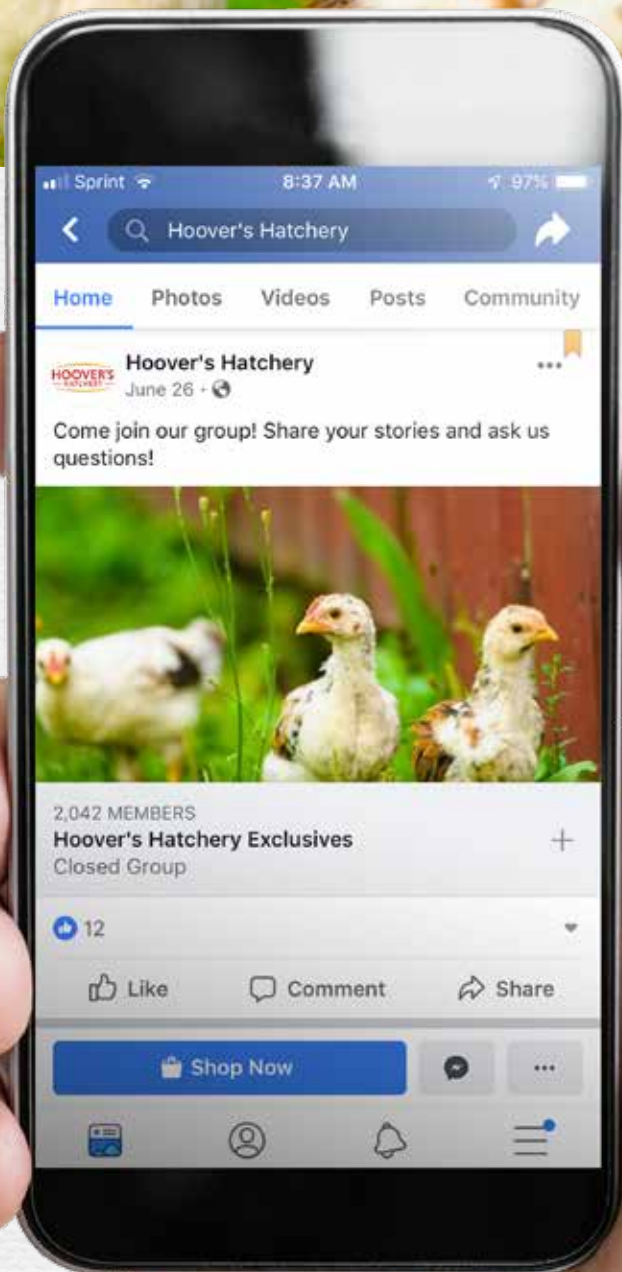 Sprint 8:37 AM 97%
Hoover's Hatchery
Home Photos Videos Posts Community
HOOVER'S
HATCHERY
Hoover's Hatchery
June 26
Come join our group! Share your stories and ask us
questions!
2,042 MEMBERS
Hoover's Hatchery Exclusives
Closed Group
12
Like Comment Share
Shop Now